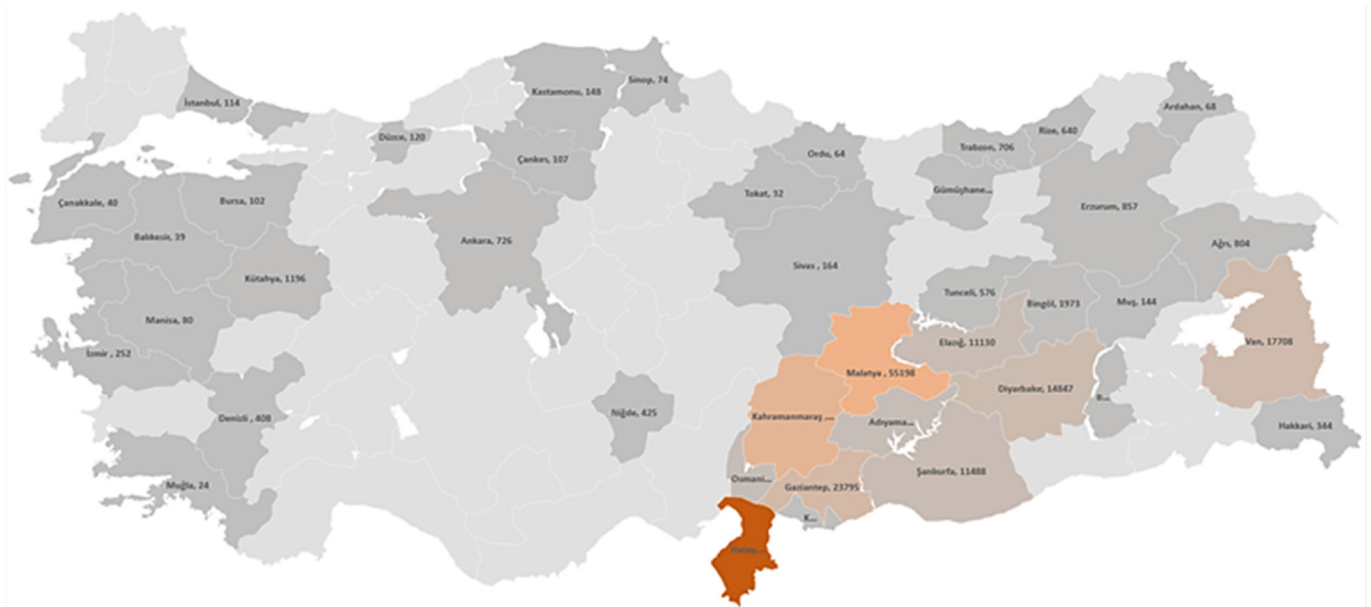 İstanbul, 114
Kastamonu, 148
Sinop, 74
Düzce, 120
Çankırı, 107
Ordu, 64
Trabzon, 706
Rize, 640
Ardahan, 68
Çanakkale, 40
Bursa, 102
Tokat, 32
Gümüşhane...
Erzurum, 857
Balıkesir, 39
Ankara, 726
Ağrı, 804
Kütahya, 1196
Sivas , 164
Tunceli, 576
Bingöl, 1973
Muş, 144
Manisa, 80
İzmir , 252
Elazığ, 11130
Van, 17708
Malatya , 55198
Diyarbakır, 14847
B...
Denizli , 408
Niğde, 425
Kahramanmaraş ,...
Adıyama...
Hakkari, 344
Muğla, 24
Osmani...
Gaziantep, 23795
Şanlıurfa, 11488
K...
Hatay,...